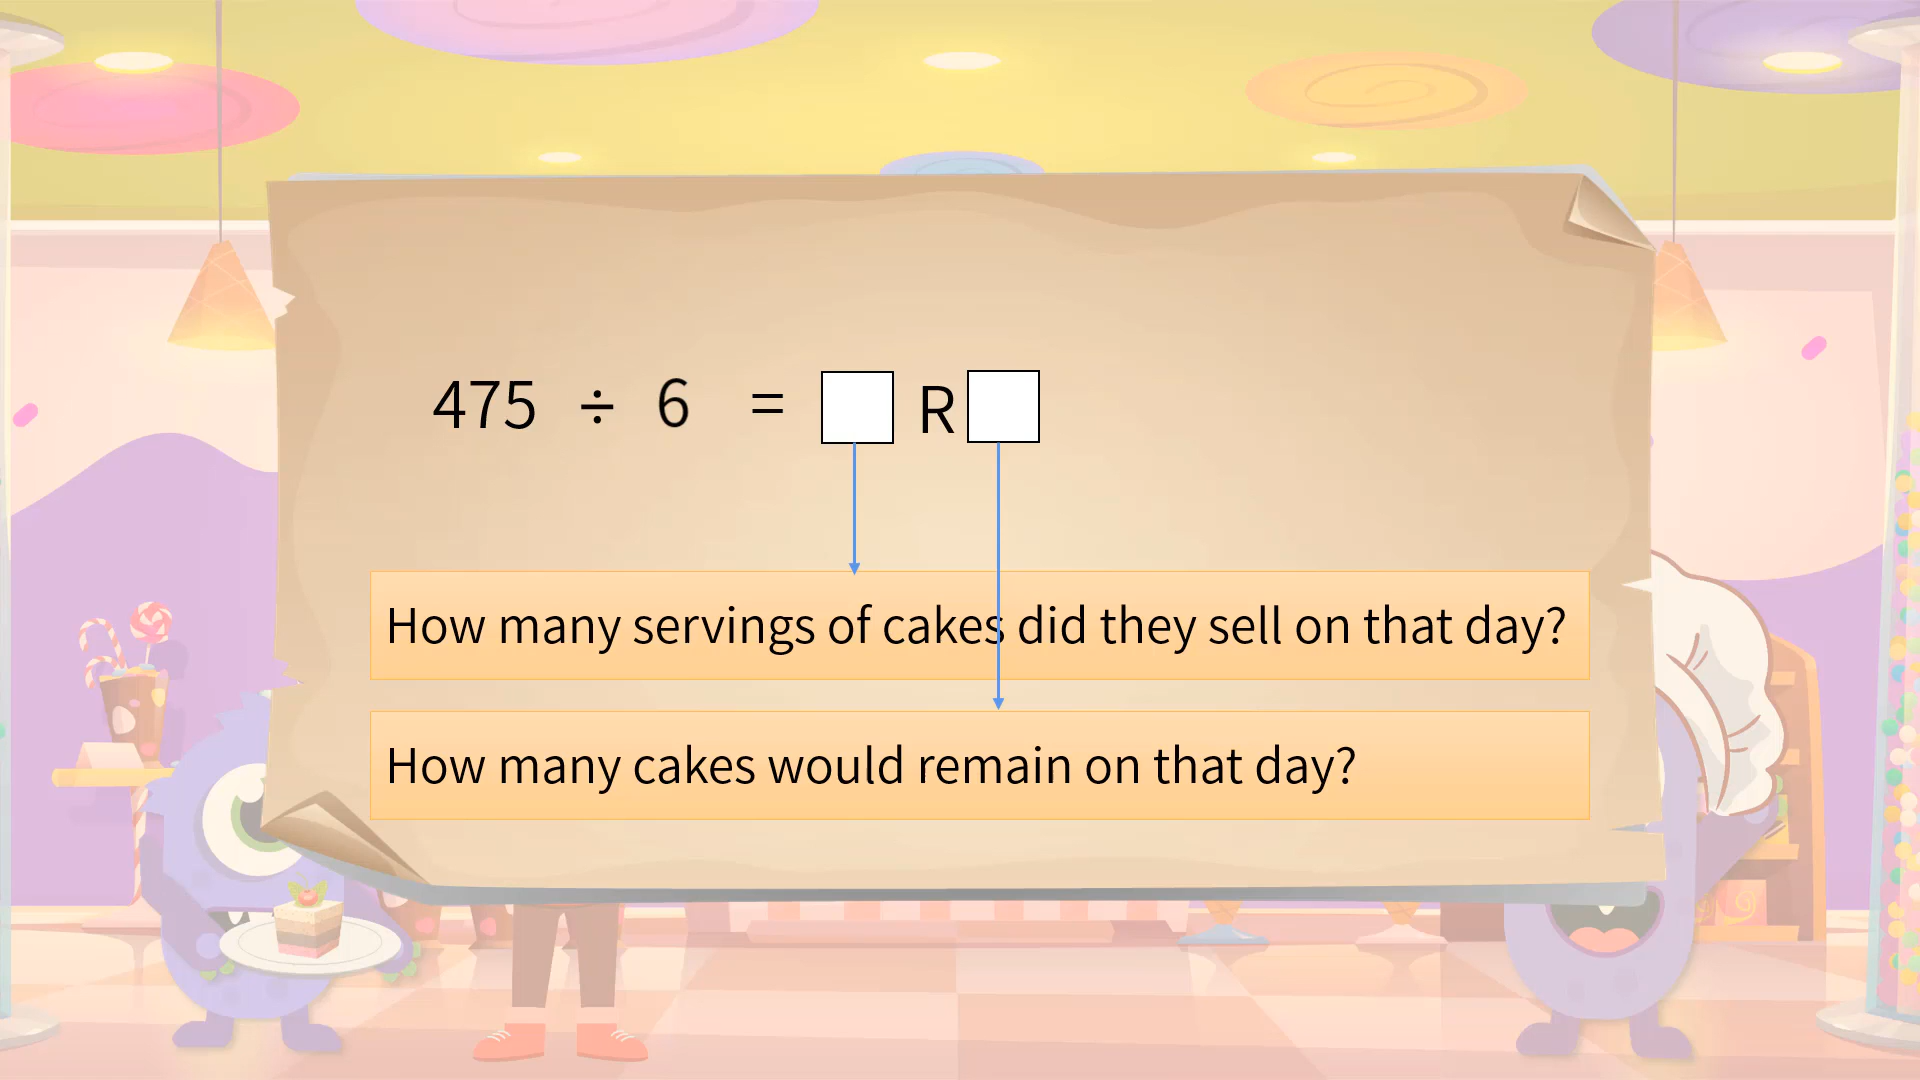 475 ÷ 6 = R
How many servings of cakes did they sell on that day?
How many cakes would remain on that day?